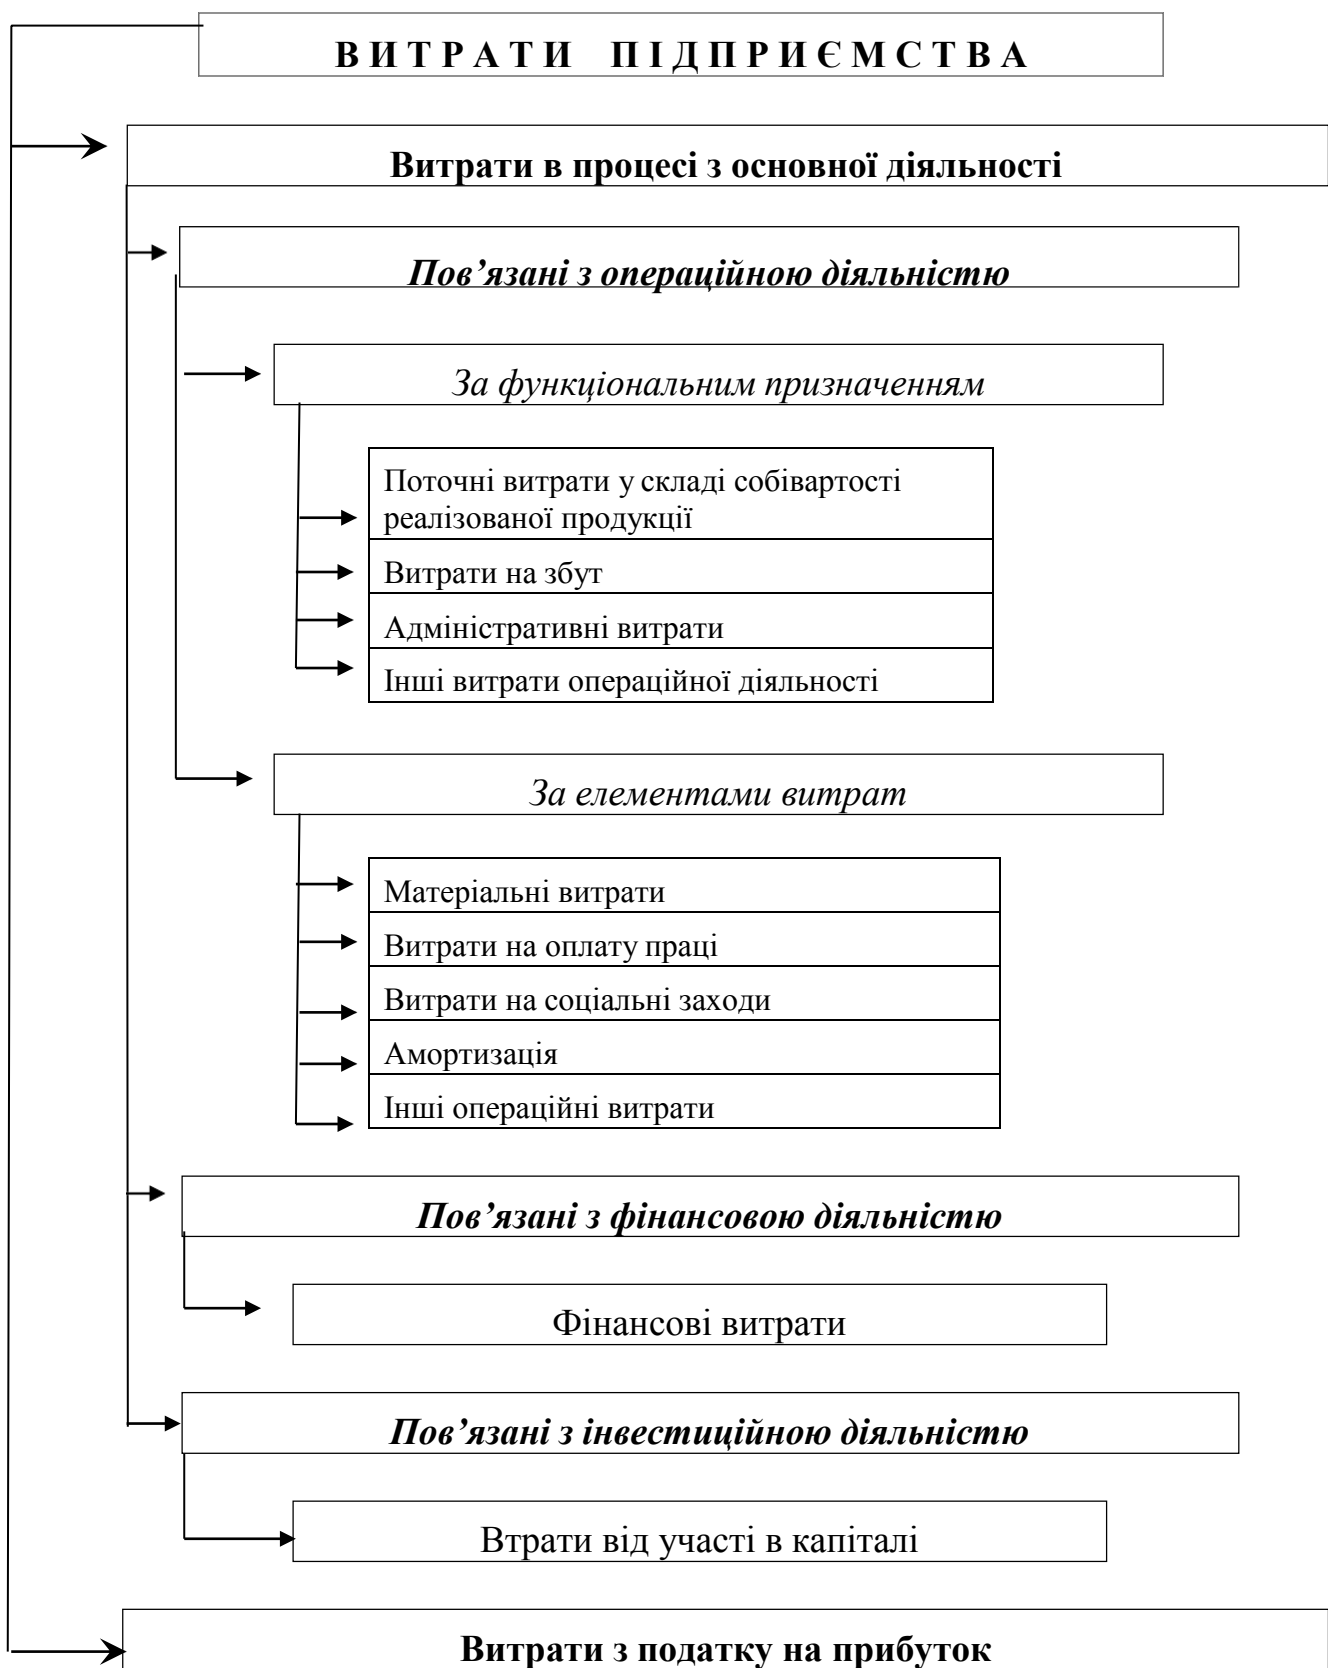 ВИТРАТИ ПІДПРИЄМСТВА
Витрати в процесі з основної діяльності
Пов’язані з операційною діяльністю
За функціональним призначенням
Поточні витрати у складі собівартості
реалізованої продукції
Витрати на збут
Адміністративні витрати
Інші витрати операційної діяльності
За елементами витрат
Матеріальні витрати
Витрати на оплату праці
Витрати на соціальні заходи
Амортизація
Інші операційні витрати
Пов’язані з фінансовою діяльністю
Фінансові витрати
Пов’язані з інвестиційною діяльністю
Втрати від участі в капіталі
Витрати з податку на прибуток